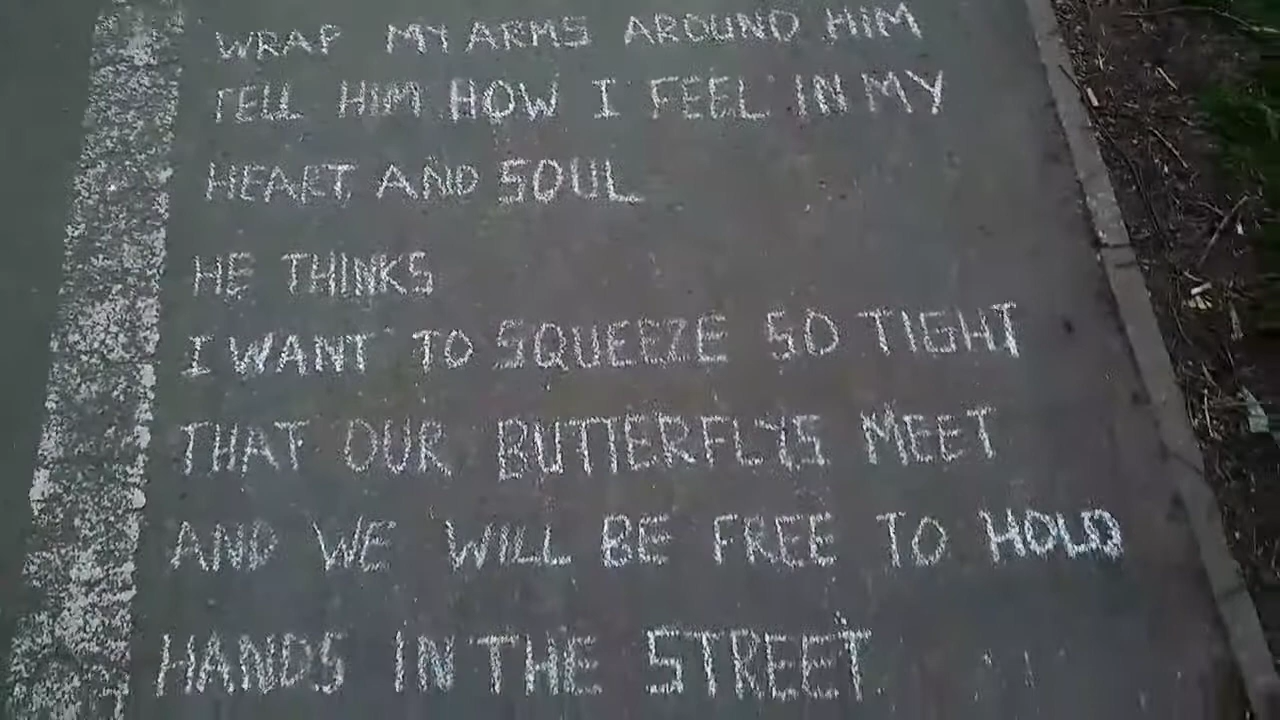 WRAP MY ARMS AROUND HIM
TELL HIM HOW I FEEL IN MY
HEART AND SOUL
HE THINKS
I WANT TO SQUEEZE SO TIGHT
THAT OUR BUTTERFLYS MEET
AND WE WILL BE FREE TO HOLD
HANDS IN THE STREET